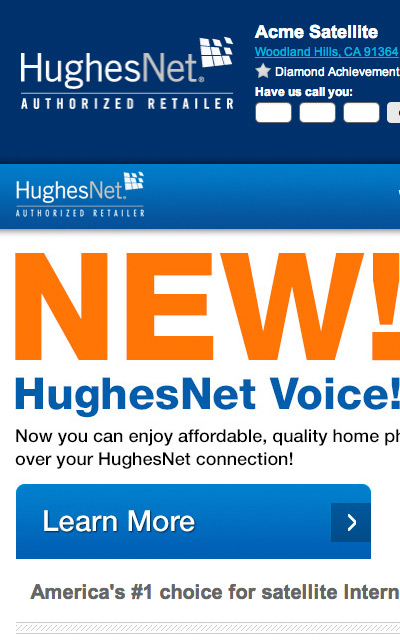 HughesNet®
AUTHORIZED RETAILER
Acme Satellite
Woodland Hills, CA 91364
Diamond Achievement
Have us call you:
HughesNet.
AUTHORIZED RETAILER
NEW!
HughesNet Voice!
Now you can enjoy affordable, quality home ph
over your HughesNet connection!
Learn More
America's #1 choice for satellite Intern